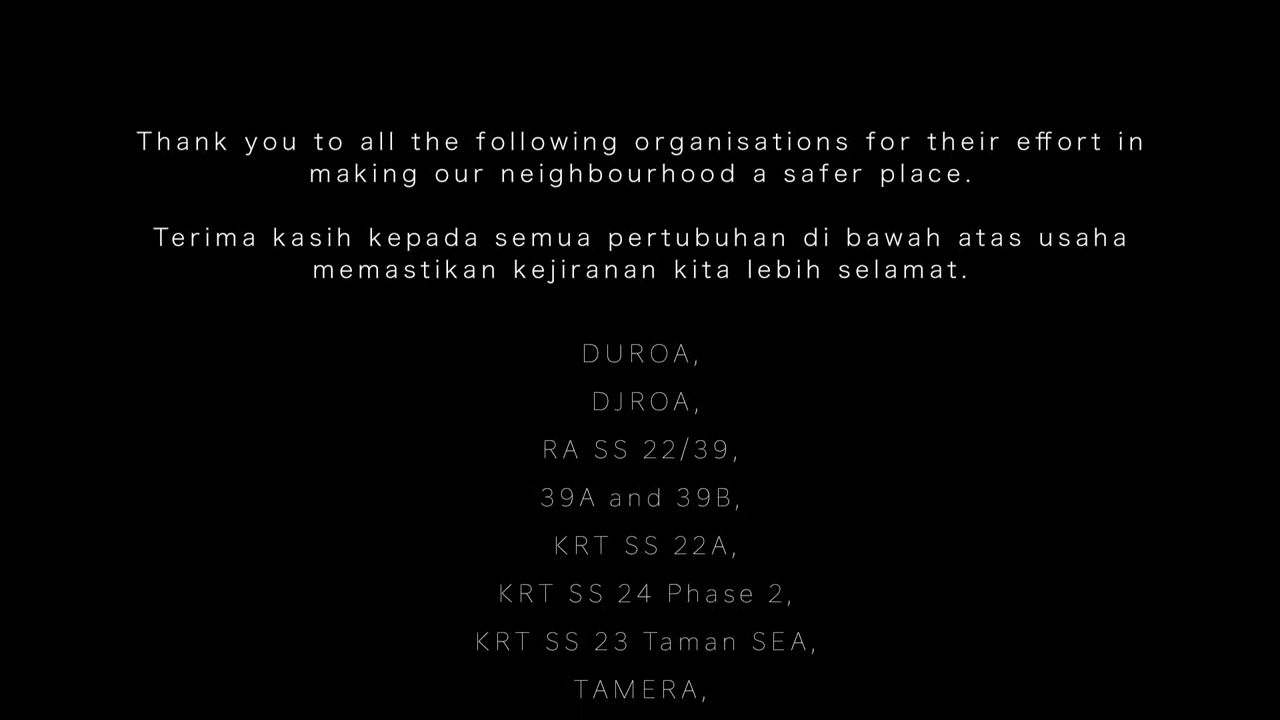 Thank you to all the following organisations for their effort in
making our neighbourhood a safer place.
Terima kasih kepada semua pertubuhan di bawah atas usaha
memastikan kejiranan kita lebih selamat.
DUROA,
DJROA,
RA SS 22/39,
39A and 39B,
KRT SS 22A,
KRT SS 24 Phase 2,
KRT SS 23 Taman SEA,
TAMERA,